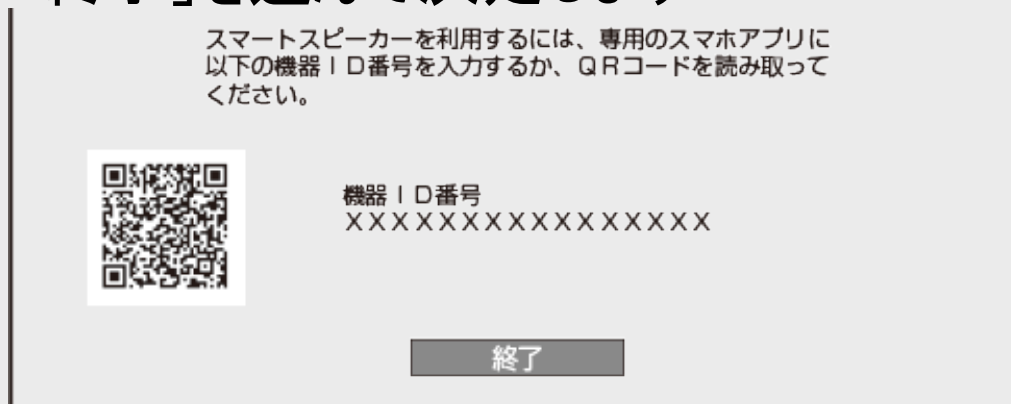 スマートスピーカーを利用するには、専用のスマホアプリに
以下の機器ＩＤ番号を入力するか、ＱＲコードを読み取って
ください。
機器ＩＤ番号
ＸＸＸＸＸＸＸＸＸＸＸＸＸＸＸＸ
終了